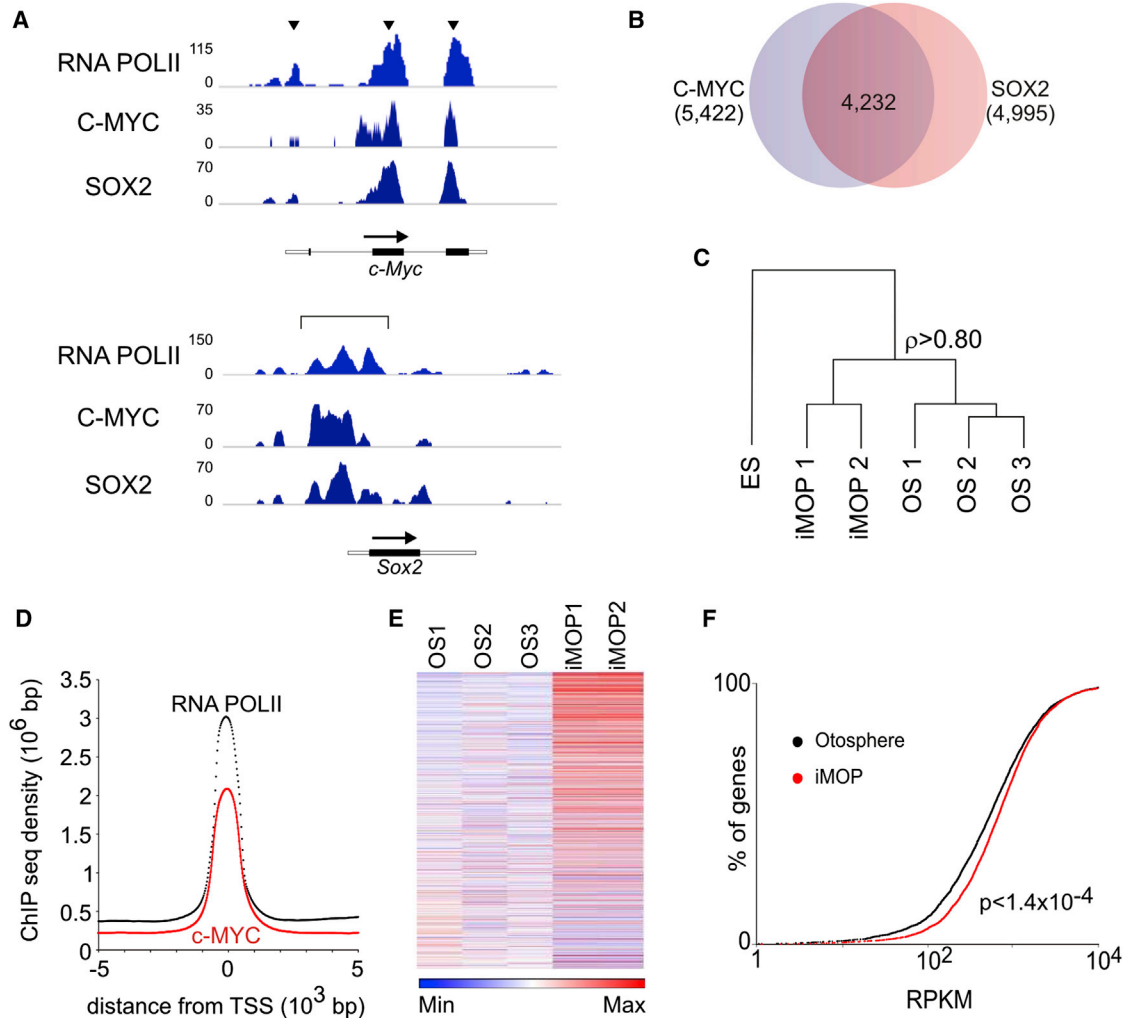 A
RNA POLII
115
0
C-MYC
35
0
SOX2
70
0
c-Myc
RNA POLII
150
0
C-MYC
70
0
SOX2
70
0
Sox2
B
C-MYC
(5,422)
4,232
SOX2
(4,995)
C
ρ>0.80
ES
iMOP 1
iMOP 2
OS 1
OS 2
OS 3
D
ChIP seq density (10^6 bp)
3.5
3
2.5
2
1.5
1
0.5
0
RNA POLII
c-MYC
-5
0
5
distance from TSS (10^3 bp)
E
OS1
OS2
OS3
iMOP1
iMOP2
Min
Max
F
% of genes
100
0
Otosphere
iMOP
p<1.4x10^-4
1
10^2
10^4
RPKM